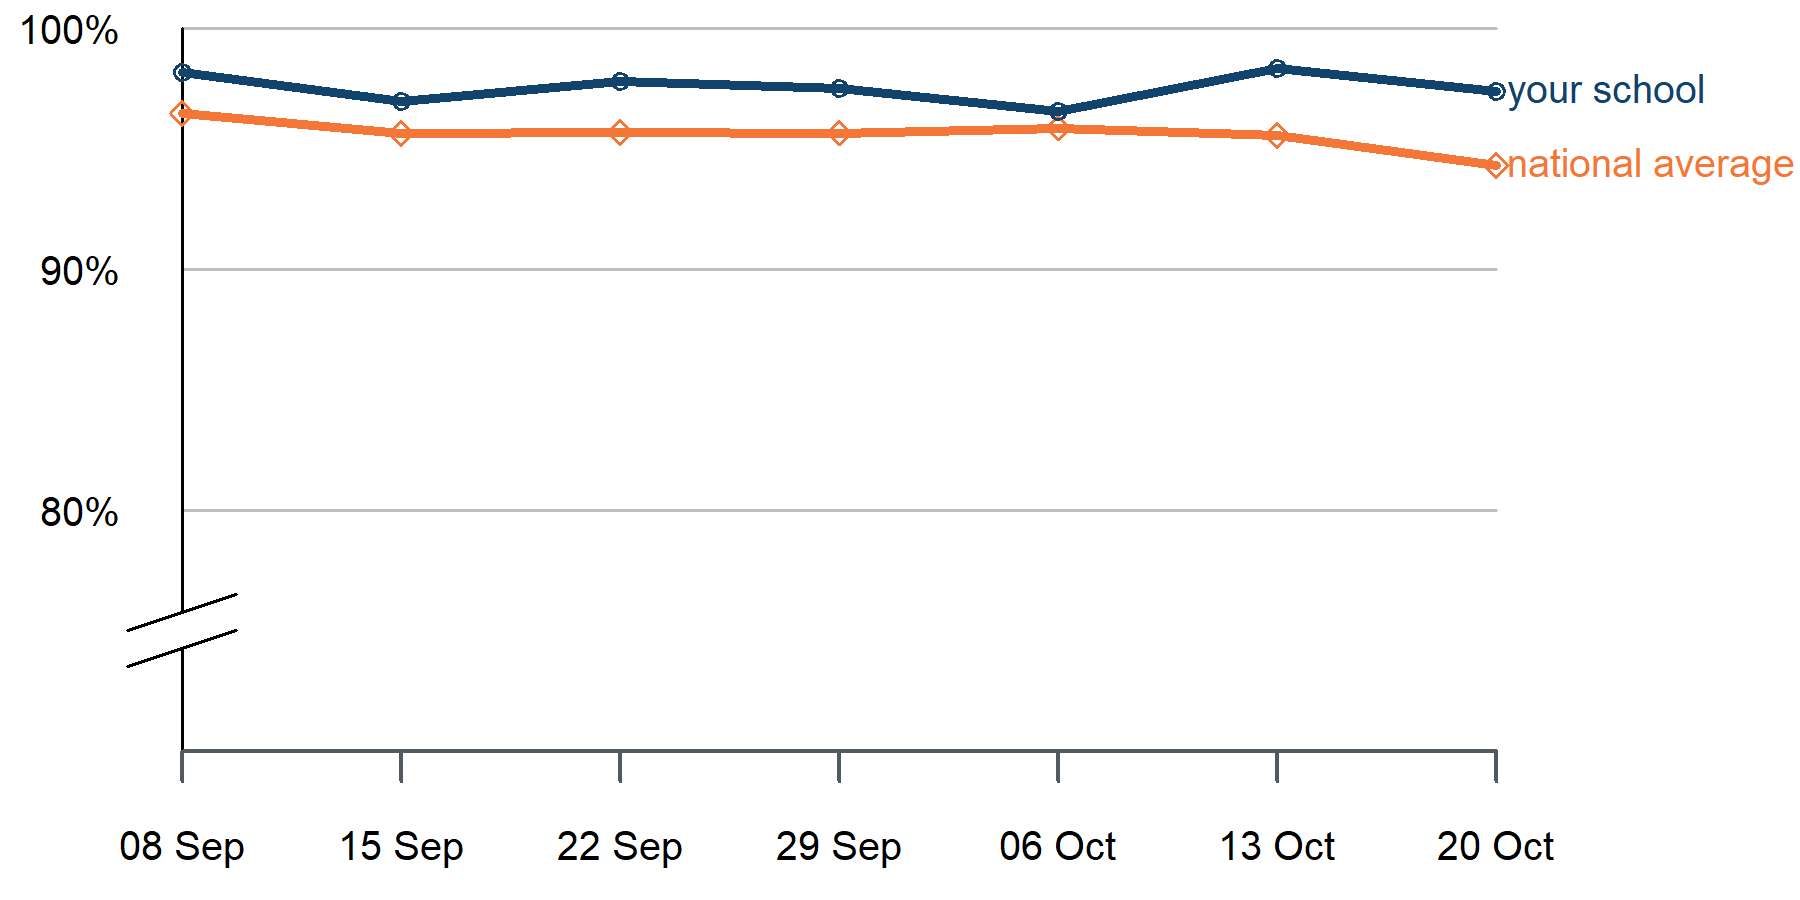 100%
your school
national average
90%
80%
08 Sep
15 Sep
22 Sep
29 Sep
06 Oct
13 Oct
20 Oct